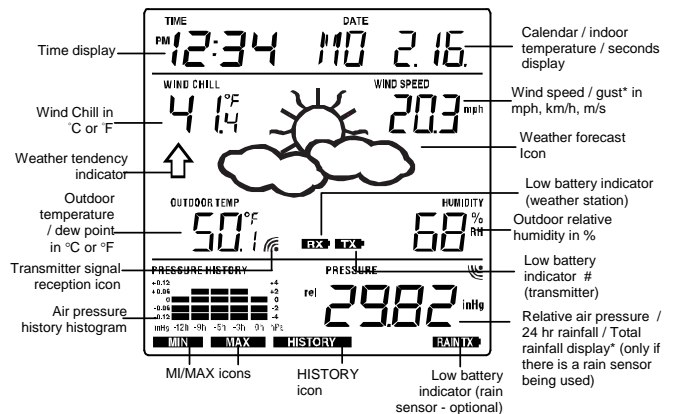 TIME
DATE
PM 12:34 MO 2.16.
Time display
Calendar / indoor
temperature / seconds
display
WIND CHILL
WIND SPEED
41.4 °F
20.3 mph
Wind Chill in
°C or °F
Wind speed / gust* in
mph, km/h, m/s
Weather forecast
Icon
Weather tendency
indicator
Low battery indicator
(weather station)
OUTDOOR TEMP
HUMIDITY
50.1 °F
RX TX
68 % RH
Outdoor
temperature
/ dew point
in °C or °F
Outdoor relative
humidity in %
Transmitter signal
reception icon
Low battery
indicator #
(transmitter)
PRESSURE HISTORY
PRESSURE
+0.12 +4
+0.06 +2
0 0
-0.06 -2
-0.12 -4
inHg -12h -9h -6h -3h 0h hPa
rel 29.82 inHg
Air pressure
history histogram
Relative air pressure /
24 hr rainfall / Total
rainfall display* (only if
there is a rain sensor
being used)
MIN MAX HISTORY RAINTX
MI/MAX icons
HISTORY
icon
Low battery
indicator (rain
sensor - optional)